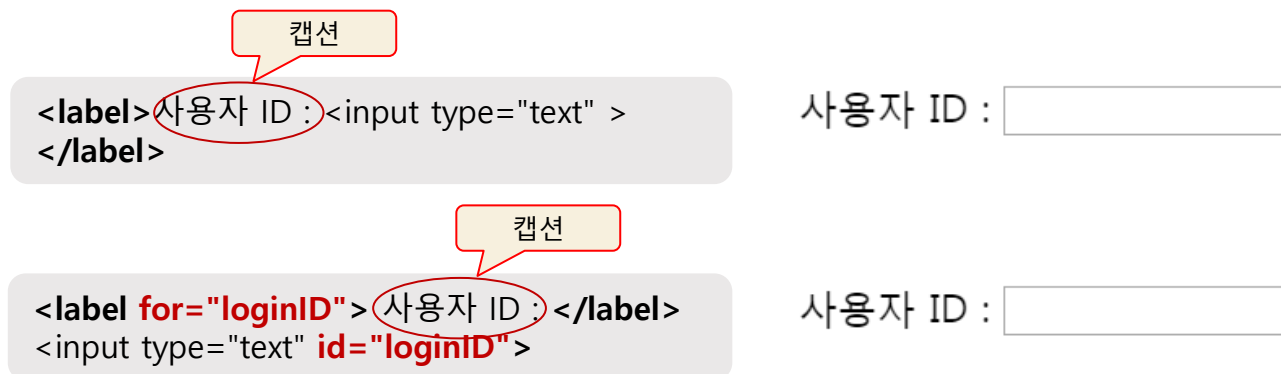 캡션
<label>사용자 ID : <input type="text" >
</label>
사용자 ID :
캡션
<label for="loginID"> 사용자 ID : </label>
<input type="text" id="loginID">
사용자 ID :